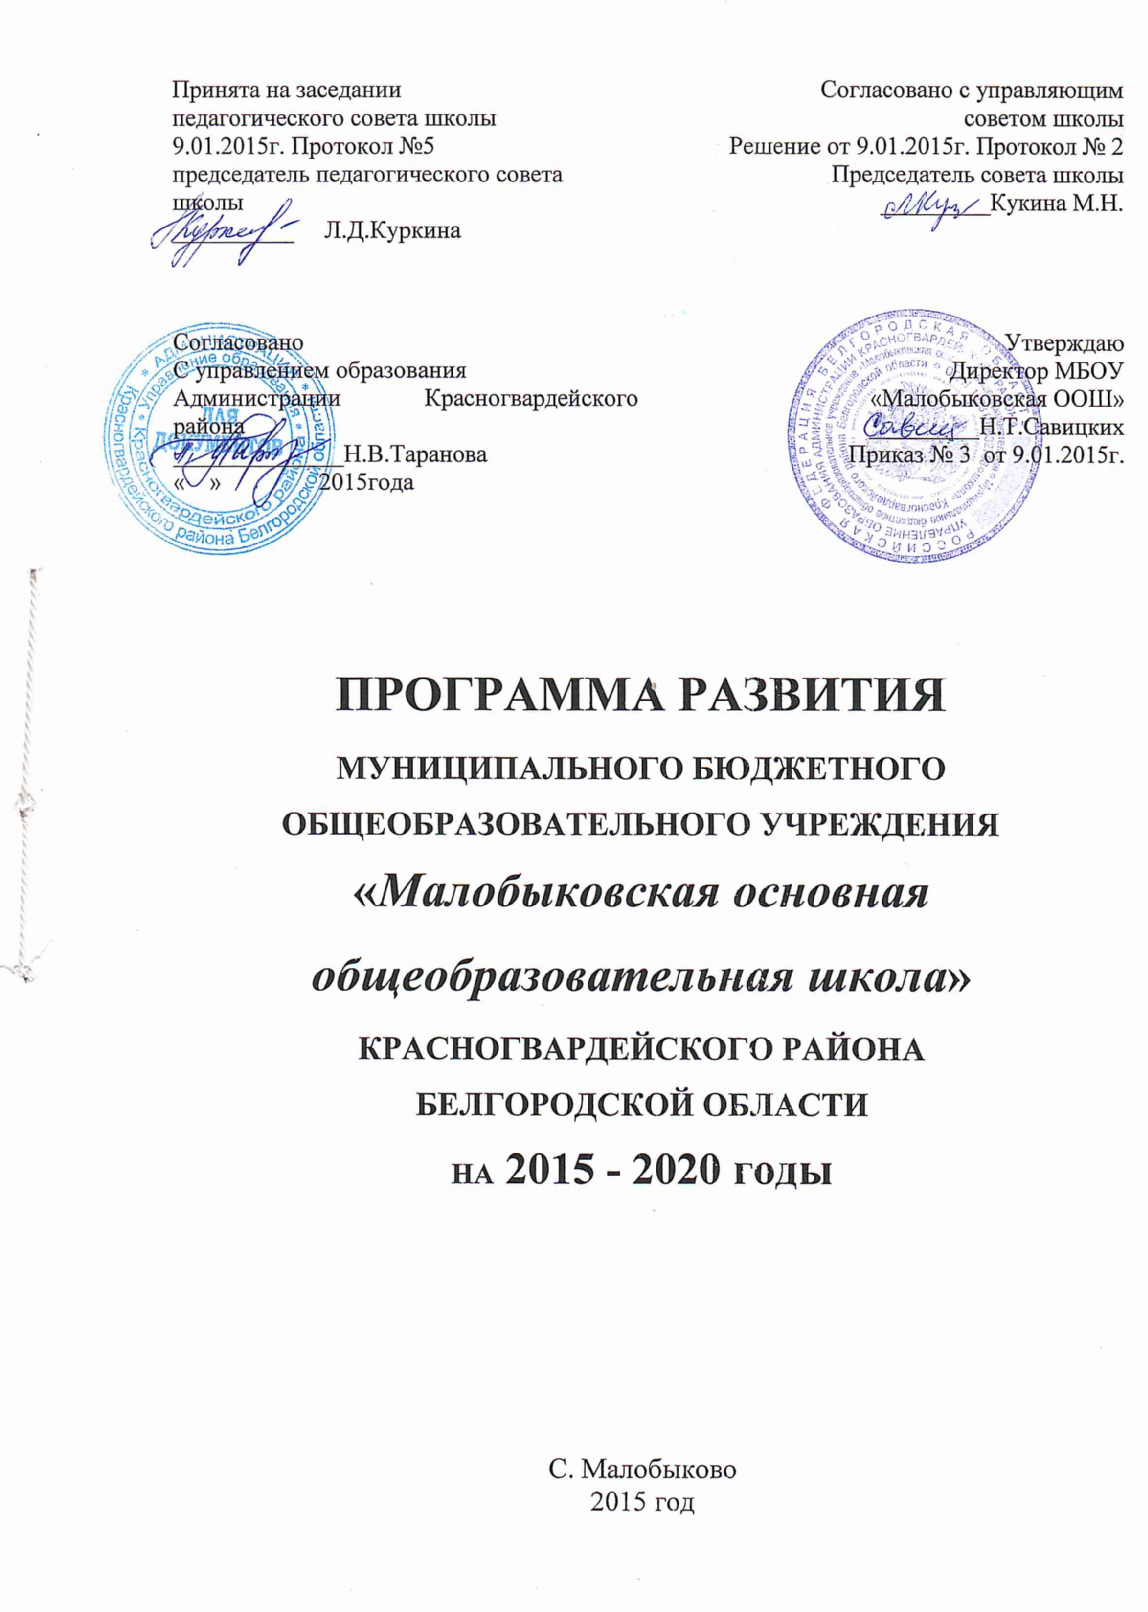 Принята на заседании
педагогического совета школы
9.01.2015г. Протокол №5
председатель педагогического совета
школы
Л.Д.Куркина
Согласовано с управляющим
советом школы
Решение от 9.01.2015г. Протокол № 2
Председатель совета школы
Кукина М.Н.
Согласовано
С управлением образования
Администрации Красногвардейского
района
Н.В.Таранова
« » 2015года
ДЛЯ
ДОКУМЕНТОВ
Утверждаю
Директор МБОУ
«Малобыковская ООШ»
Н.Т.Савицких
Приказ № 3 от 9.01.2015г.
ПРОГРАММА РАЗВИТИЯ
МУНИЦИПАЛЬНОГО БЮДЖЕТНОГО
ОБЩЕОБРАЗОВАТЕЛЬНОГО УЧРЕЖДЕНИЯ
«Малобыковская основная
общеобразовательная школа»
КРАСНОГВАРДЕЙСКОГО РАЙОНА
БЕЛГОРОДСКОЙ ОБЛАСТИ
НА 2015 - 2020 годы
С. Малобыково
2015 год